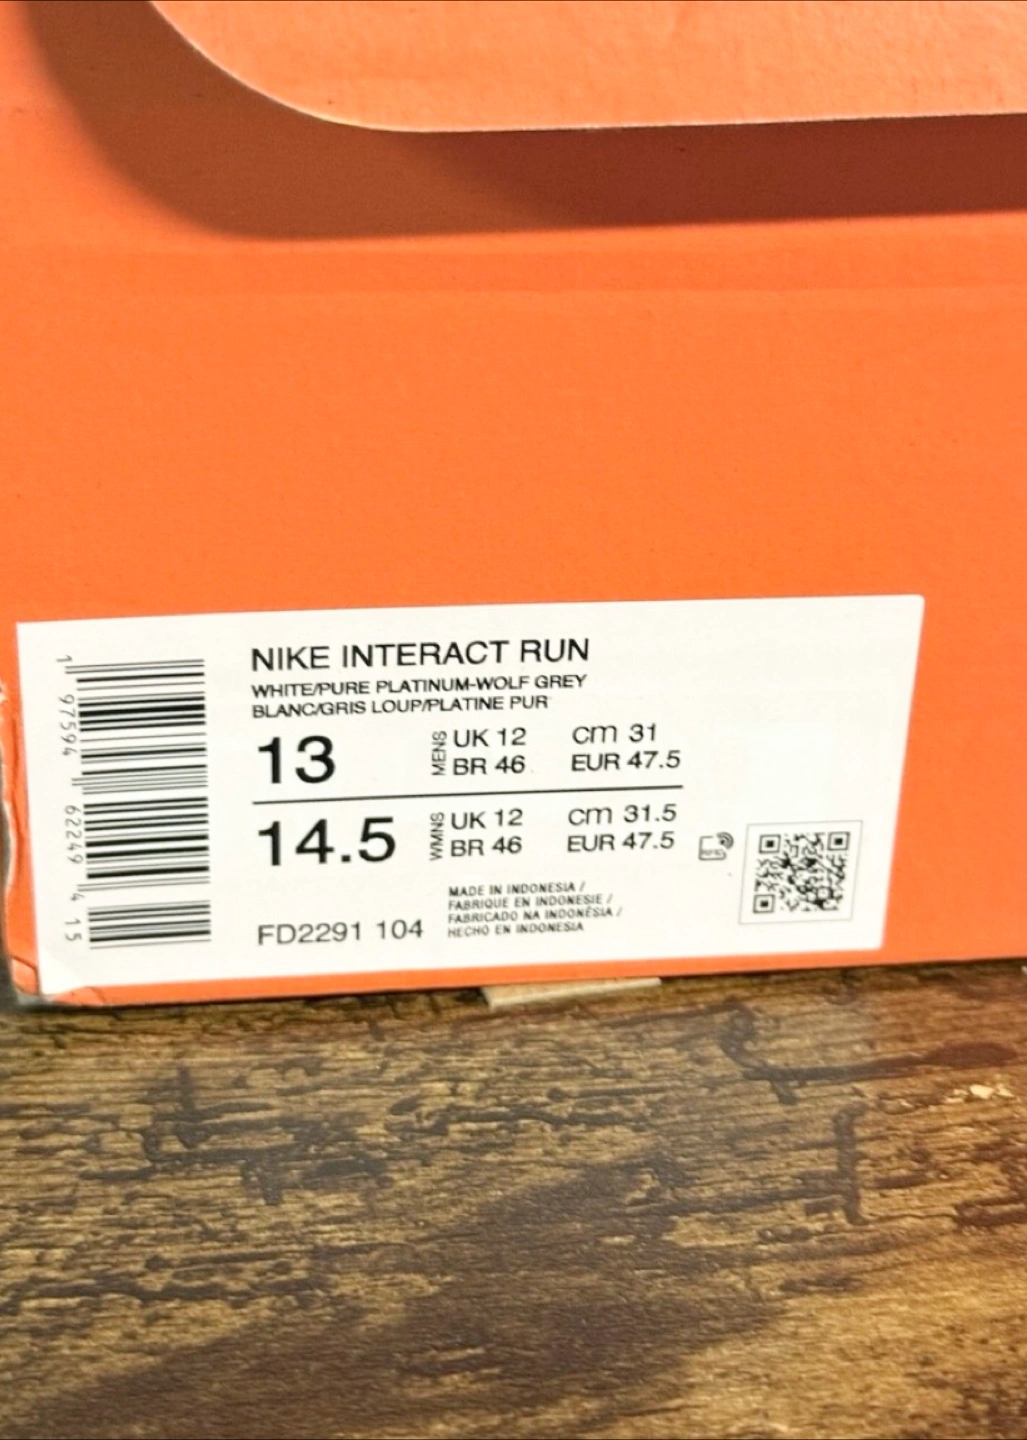 1 97594 62249 4 15
NIKE INTERACT RUN
WHITE/PURE PLATINUM-WOLF GREY
BLANC/GRIS LOUP/PLATINE PUR
13 MENS UK 12 cm 31
BR 46 EUR 47.5
14.5 WMNS UK 12 cm 31.5
BR 46 EUR 47.5
RFID
FD2291 104
MADE IN INDONESIA /
FABRIQUE EN INDONESIE /
FABRICADO NA INDONÉSIA /
HECHO EN INDONESIA